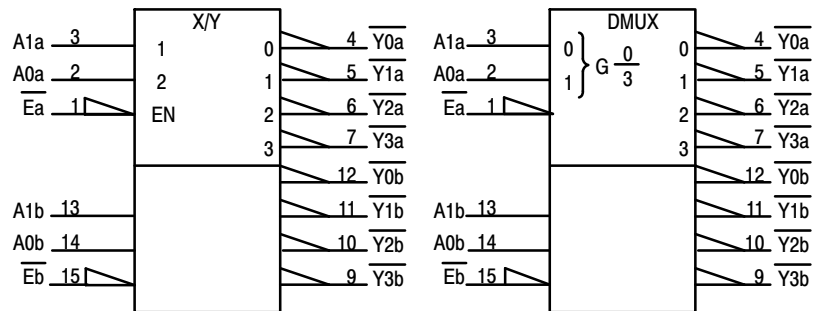 X/Y DMUX
A1a 3 1 0 4 Y0a A1a 3 0 0 4 Y0a
G 0/3
A0a 2 2 1 5 Y1a A0a 2 1 1 5 Y1a
Ea 1 EN 2 6 Y2a Ea 1 2 6 Y2a
3 7 Y3a 3 7 Y3a
12 Y0b 12 Y0b
A1b 13 11 Y1b A1b 13 11 Y1b
A0b 14 10 Y2b A0b 14 10 Y2b
Eb 15 9 Y3b Eb 15 9 Y3b